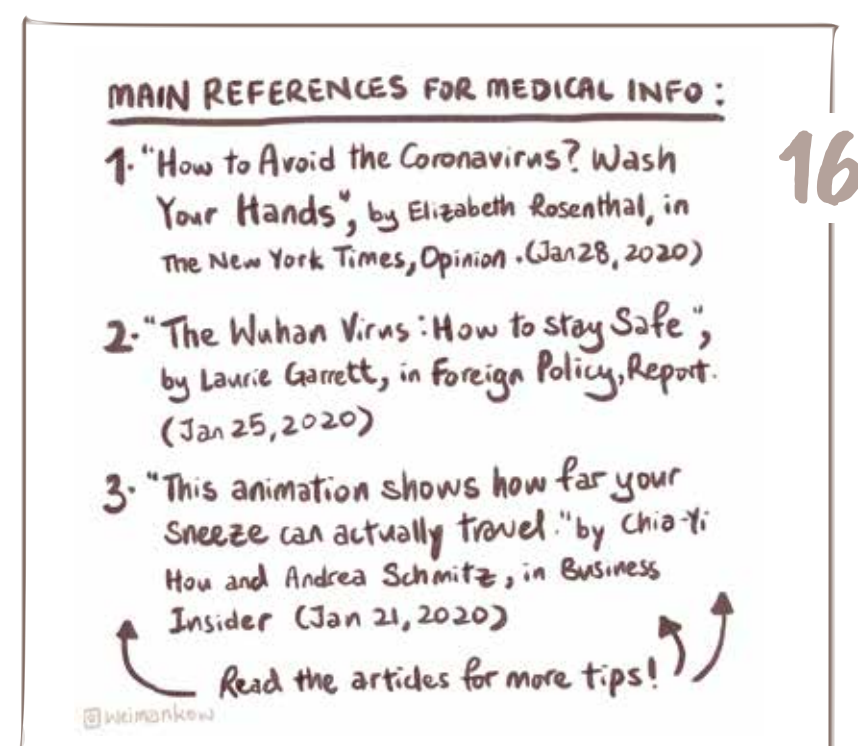 MAIN REFERENCES FOR MEDICAL INFO:
16
1. "How to Avoid the Coronavirus? Wash
Your Hands", by Elizabeth Rosenthal, in
The New York Times, Opinion. (Jan 28, 2020)
2. "The Wuhan Virus: How to stay Safe",
by Laurie Garrett, in Foreign Policy, Report.
(Jan 25, 2020)
3. "This animation shows how far your
Sneeze can actually travel." by Chia-Yi
Hou and Andrea Schmitz, in Business
Insider (Jan 21, 2020)
Read the articles for more tips!
@weimankow